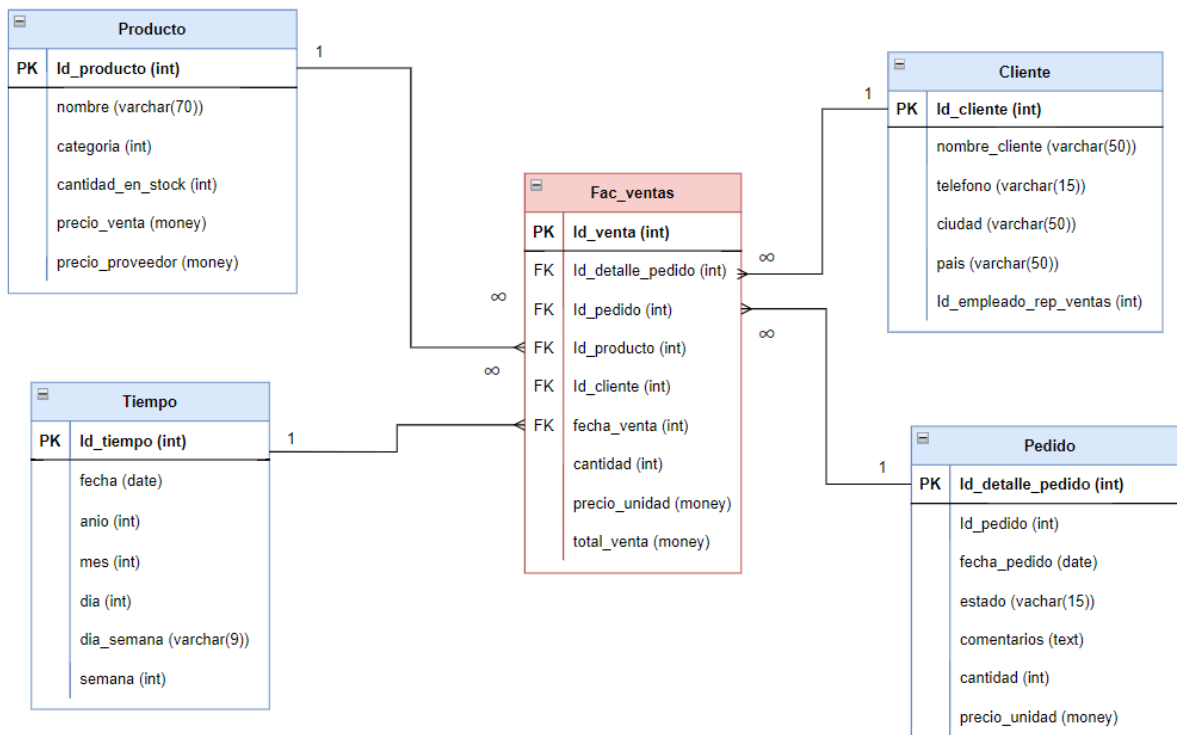 Producto
PK Id_producto (int)
nombre (varchar(70))
categoria (int)
cantidad_en_stock (int)
precio_venta (money)
precio_proveedor (money)
1
∞
Tiempo
PK Id_tiempo (int)
fecha (date)
anio (int)
mes (int)
dia (int)
dia_semana (varchar(9))
semana (int)
1
∞
Fac_ventas
PK Id_venta (int)
FK Id_detalle_pedido (int)
FK Id_pedido (int)
FK Id_producto (int)
FK Id_cliente (int)
FK fecha_venta (int)
cantidad (int)
precio_unidad (money)
total_venta (money)
∞
∞
1
Cliente
PK Id_cliente (int)
nombre_cliente (varchar(50))
telefono (varchar(15))
ciudad (varchar(50))
pais (varchar(50))
Id_empleado_rep_ventas (int)
1
Pedido
PK Id_detalle_pedido (int)
Id_pedido (int)
fecha_pedido (date)
estado (vachar(15))
comentarios (text)
cantidad (int)
precio_unidad (money)